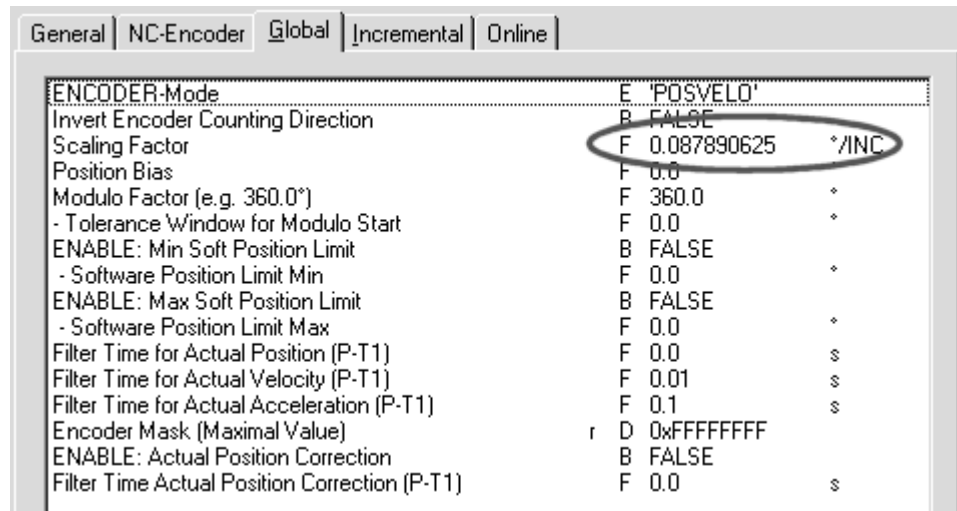 General NC-Encoder Global Incremental Online
ENCODER-Mode E 'POSVELO'
Invert Encoder Counting Direction B FALSE
Scaling Factor F 0.087890625 °/INC
Position Bias F 0.0 °
Modulo Factor (e.g. 360.0°) F 360.0 °
- Tolerance Window for Modulo Start F 0.0 °
ENABLE: Min Soft Position Limit B FALSE
- Software Position Limit Min F 0.0 °
ENABLE: Max Soft Position Limit B FALSE
- Software Position Limit Max F 0.0 °
Filter Time for Actual Position (P-T1) F 0.0 s
Filter Time for Actual Velocity (P-T1) F 0.01 s
Filter Time for Actual Acceleration (P-T1) F 0.1 s
Encoder Mask (Maximal Value) r D 0xFFFFFFFF
ENABLE: Actual Position Correction B FALSE
Filter Time Actual Position Correction (P-T1) F 0.0 s